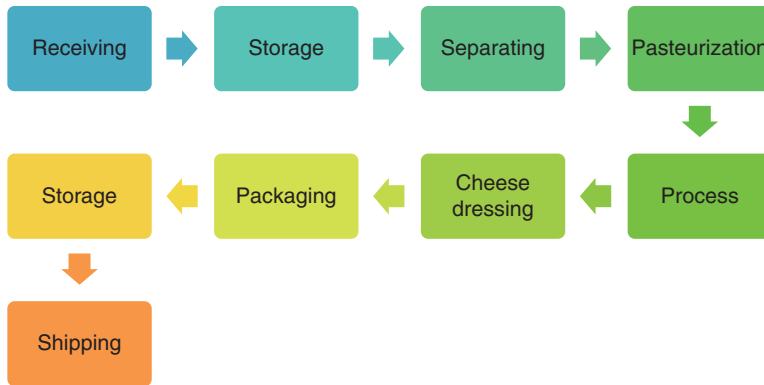 Receiving
Storage
Separating
Pasteurization
Process
Cheese
dressing
Packaging
Storage
Shipping